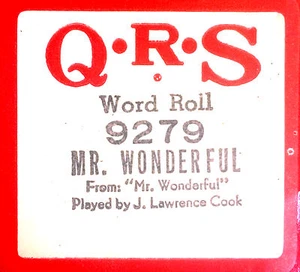 Q•R•S
Word Roll
9279
MR. WONDERFUL
From: "Mr. Wonderful"
Played by J. Lawrence Cook